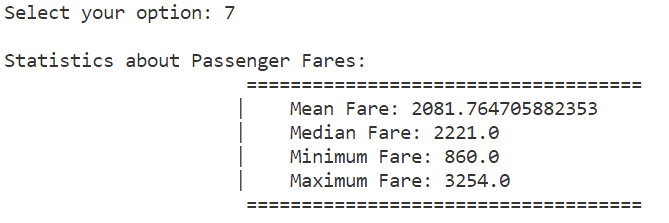 Select your option: 7
Statistics about Passenger Fares:
====================================
|    Mean Fare: 2081.764705882353
|    Median Fare: 2221.0
|    Minimum Fare: 860.0
|    Maximum Fare: 3254.0
====================================